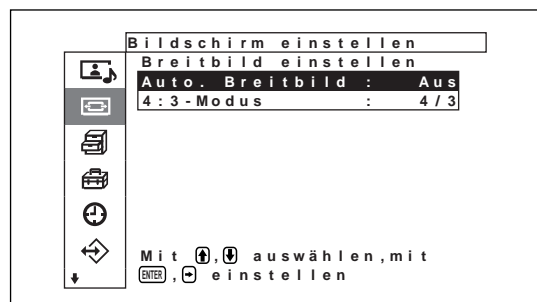 Bildschirm einstellen
Breitbild einstellen
Auto. Breitbild : Aus
4:3-Modus : 4/3
Mit ↑,↓ auswählen,mit
ENTER,→ einstellen